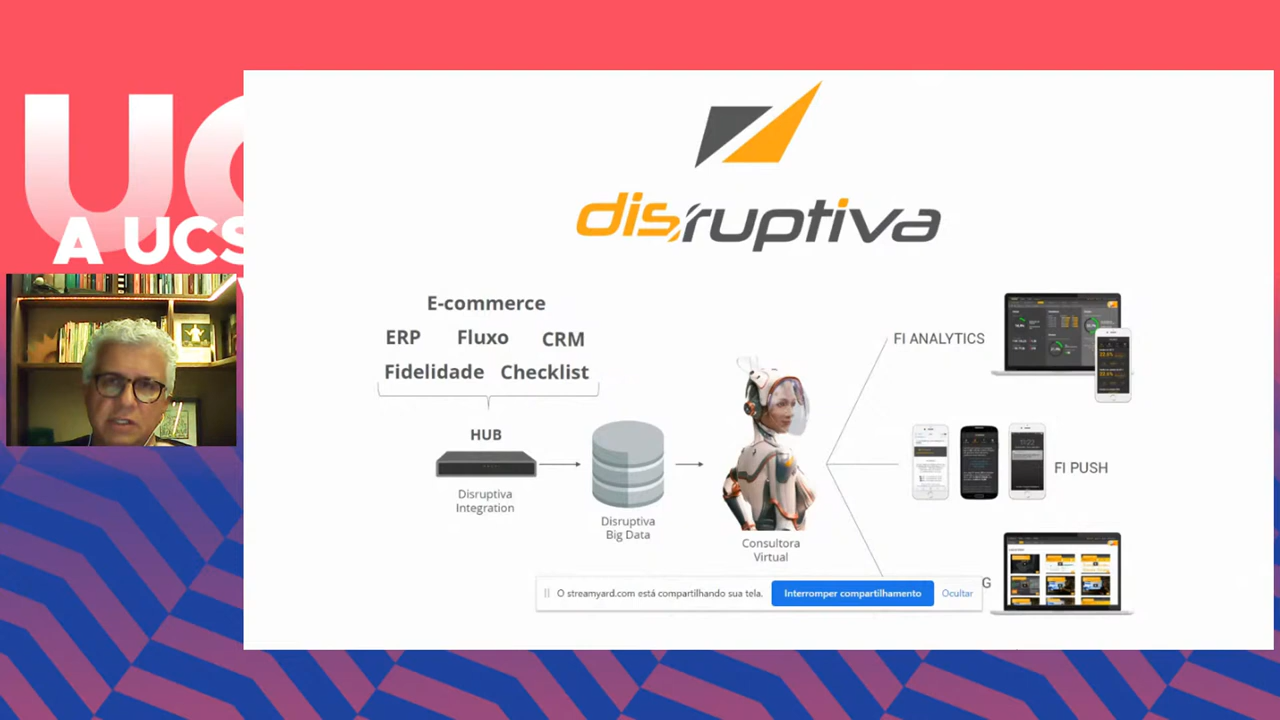 A UCS
disruptiva
E-commerce
ERP Fluxo CRM
Fidelidade Checklist
HUB
Disruptiva
Integration
Disruptiva
Big Data
Consultora
Virtual
FI ANALYTICS
FI PUSH
G
O streamyard.com está compartilhando sua tela. Interromper compartilhamento Ocultar